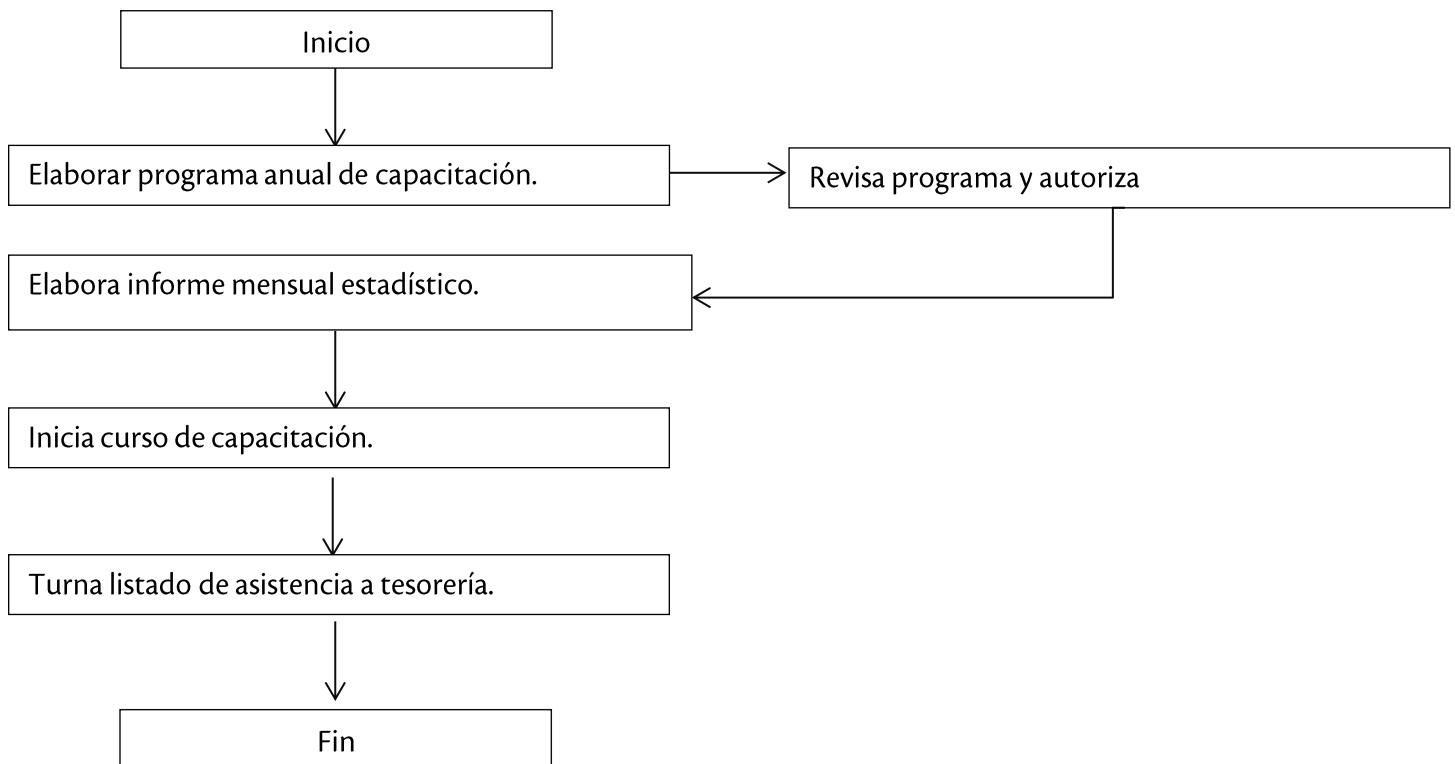 Inicio
Elaborar programa anual de capacitación.
Revisa programa y autoriza
Elabora informe mensual estadístico.
Inicia curso de capacitación.
Turna listado de asistencia a tesorería.
Fin